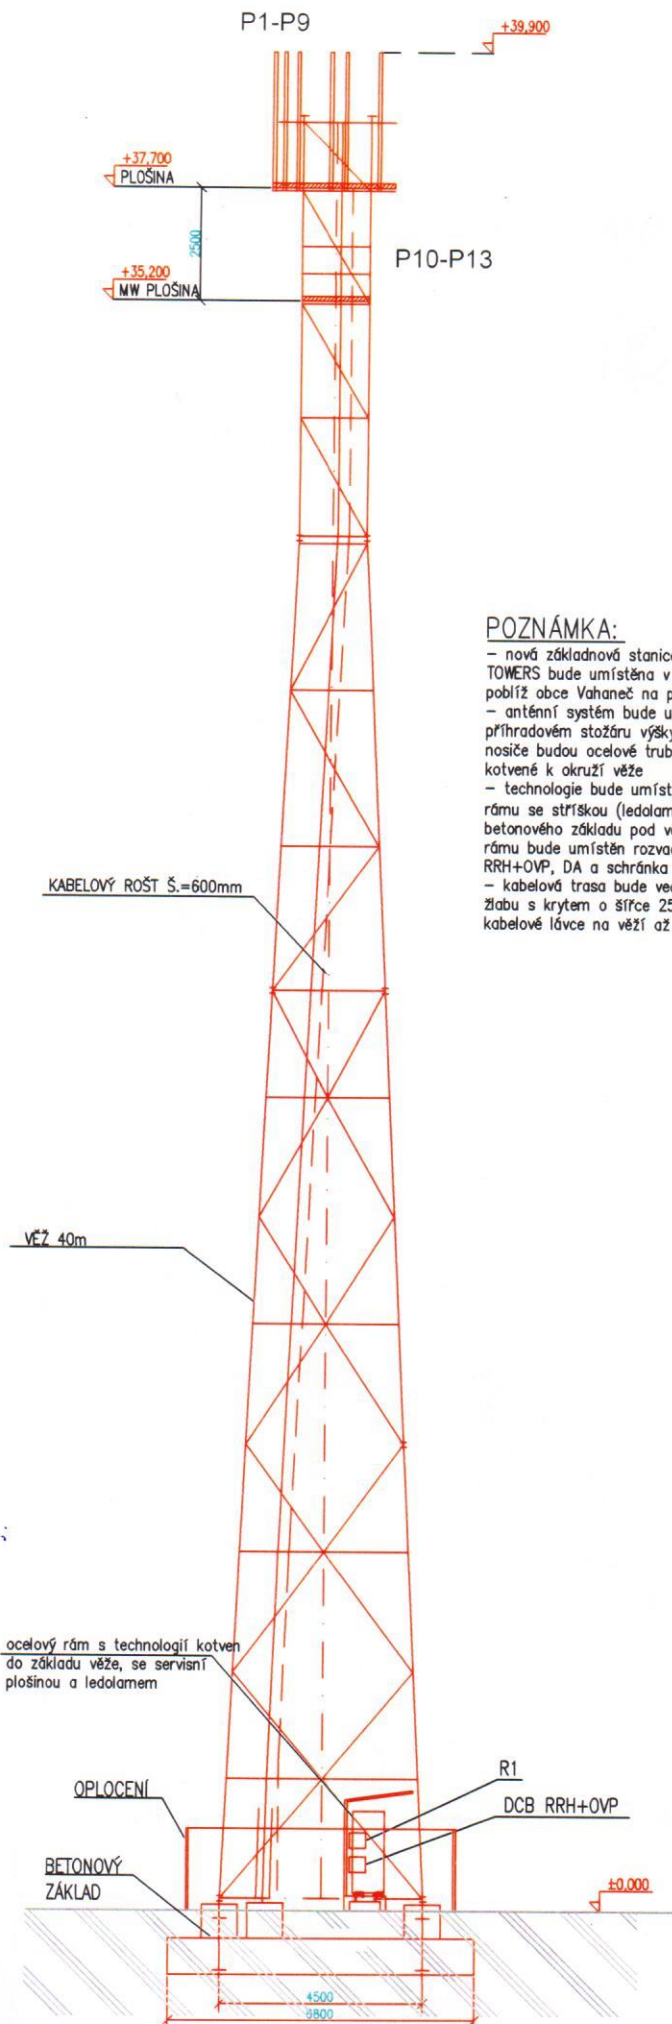 P1-P9
+39,900
+37,700
PLOŠINA
2500
P10-P13
+35,200
MW PLOŠINA
POZNÁMKA:
– nová základnová stanice
TOWERS bude umístěna v
poblíž obce Vahaneč na p
– anténní systém bude u
příhradovém stožáru výšky
nosiče budou ocelové trub
kotvené k okruží věže
– technologie bude umíst
rámu se stříškou (ledolam
betonového základu pod v
rámu bude umístěn rozva
RRH+OVP, DA a schránka
– kabelová trasa bude ved
žlabu s krytem o šířce 25
kabelové lávce na věži až
KABELOVÝ ROŠT Š.=600mm
VĚŽ 40m
ocelový rám s technologií kotven
do základu věže, se servisní
plošinou a ledolamem
R1
OPLOCENÍ
DCB RRH+OVP
BETONOVÝ
ZÁKLAD
±0,000
4500
6800